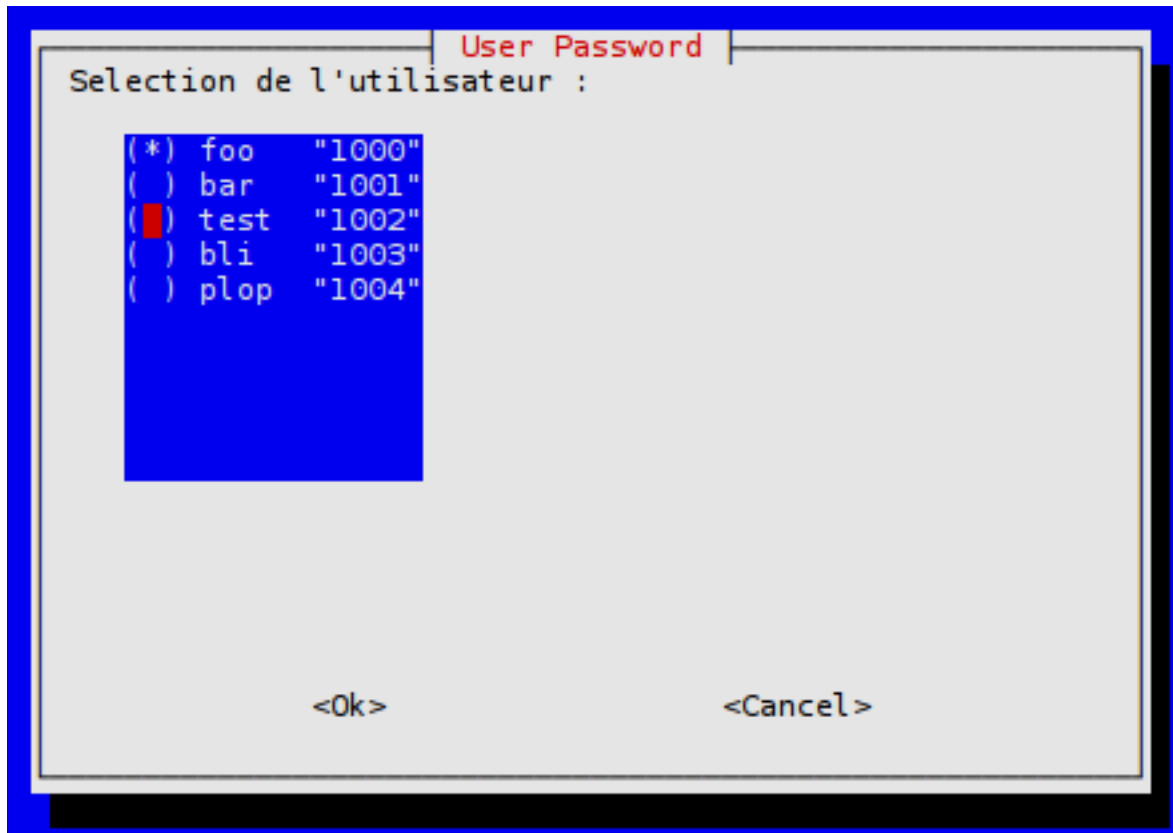 User Password
Selection de l'utilisateur :
(*) foo "1000"
( ) bar "1001"
( ) test "1002"
( ) bli "1003"
( ) plop "1004"
<Ok> <Cancel>